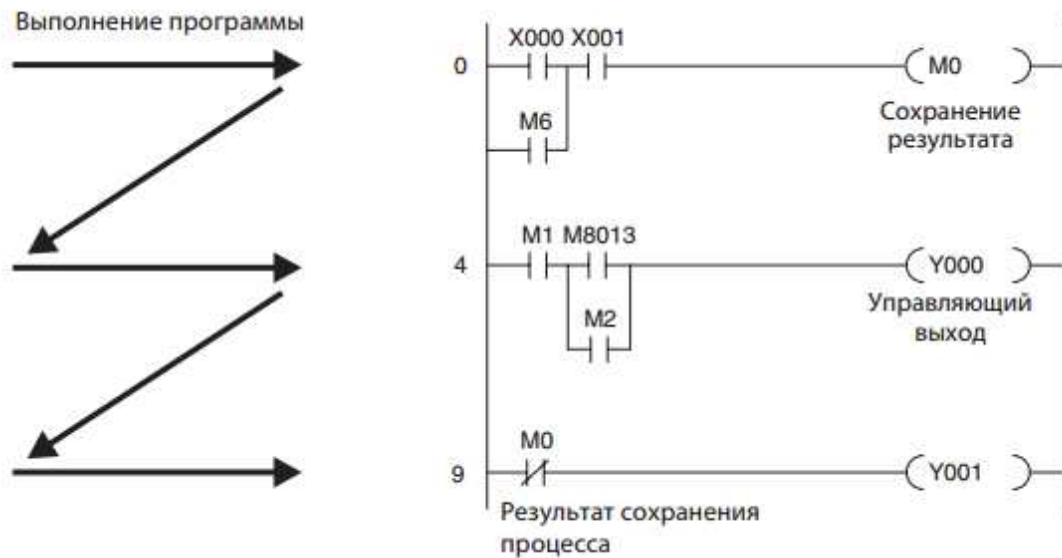 Выполнение программы
X000 X001
0
M0
M6
Сохранение
результата
M1 M8013
4
Y000
M2
Управляющий
выход
M0
9
Y001
Результат сохранения
процесса